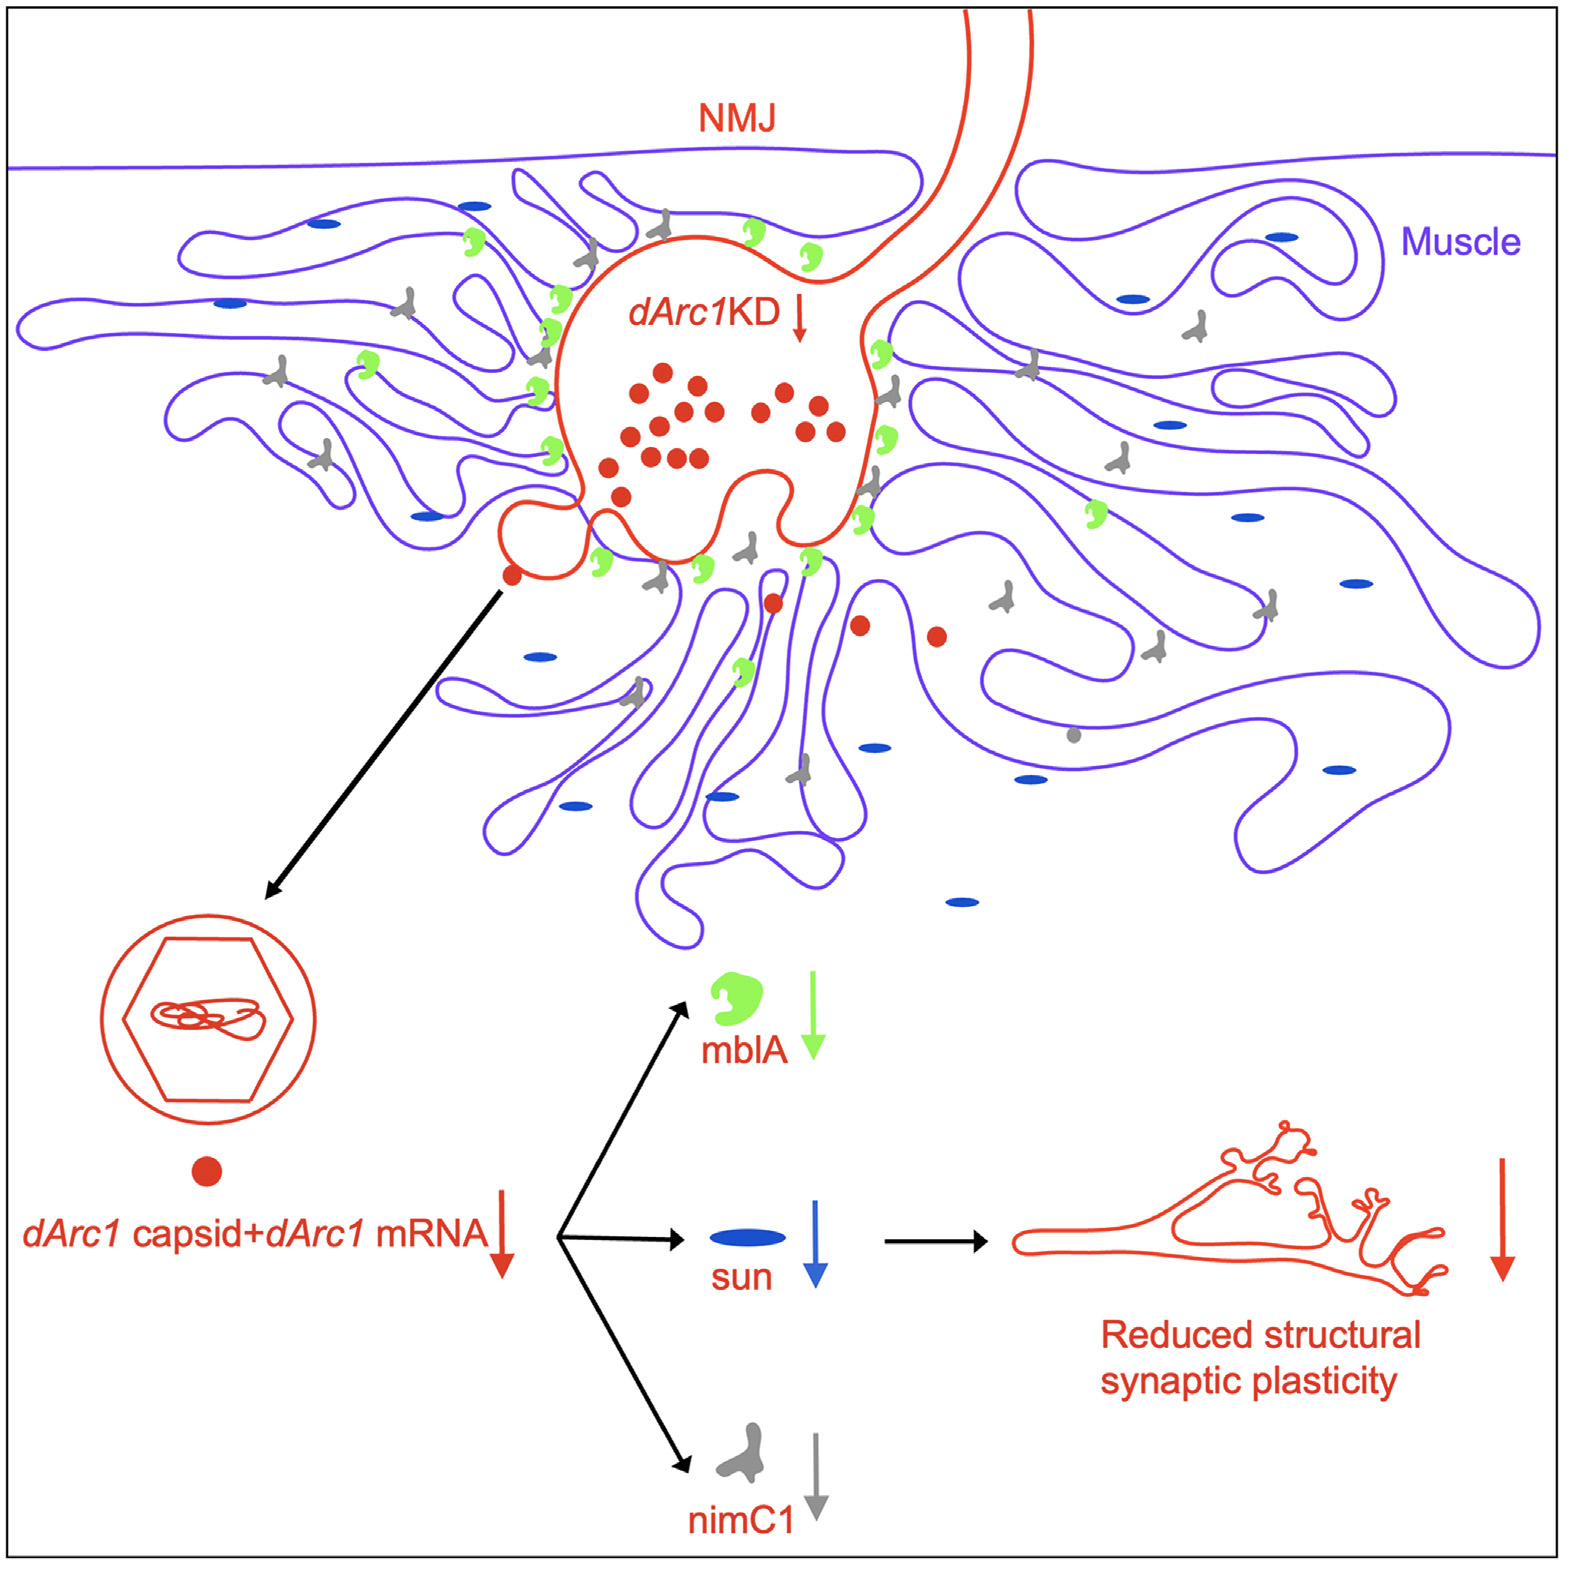 NMJ
Muscle
dArc1KD
mblA
dArc1 capsid+dArc1 mRNA
sun
Reduced structural
synaptic plasticity
nimC1